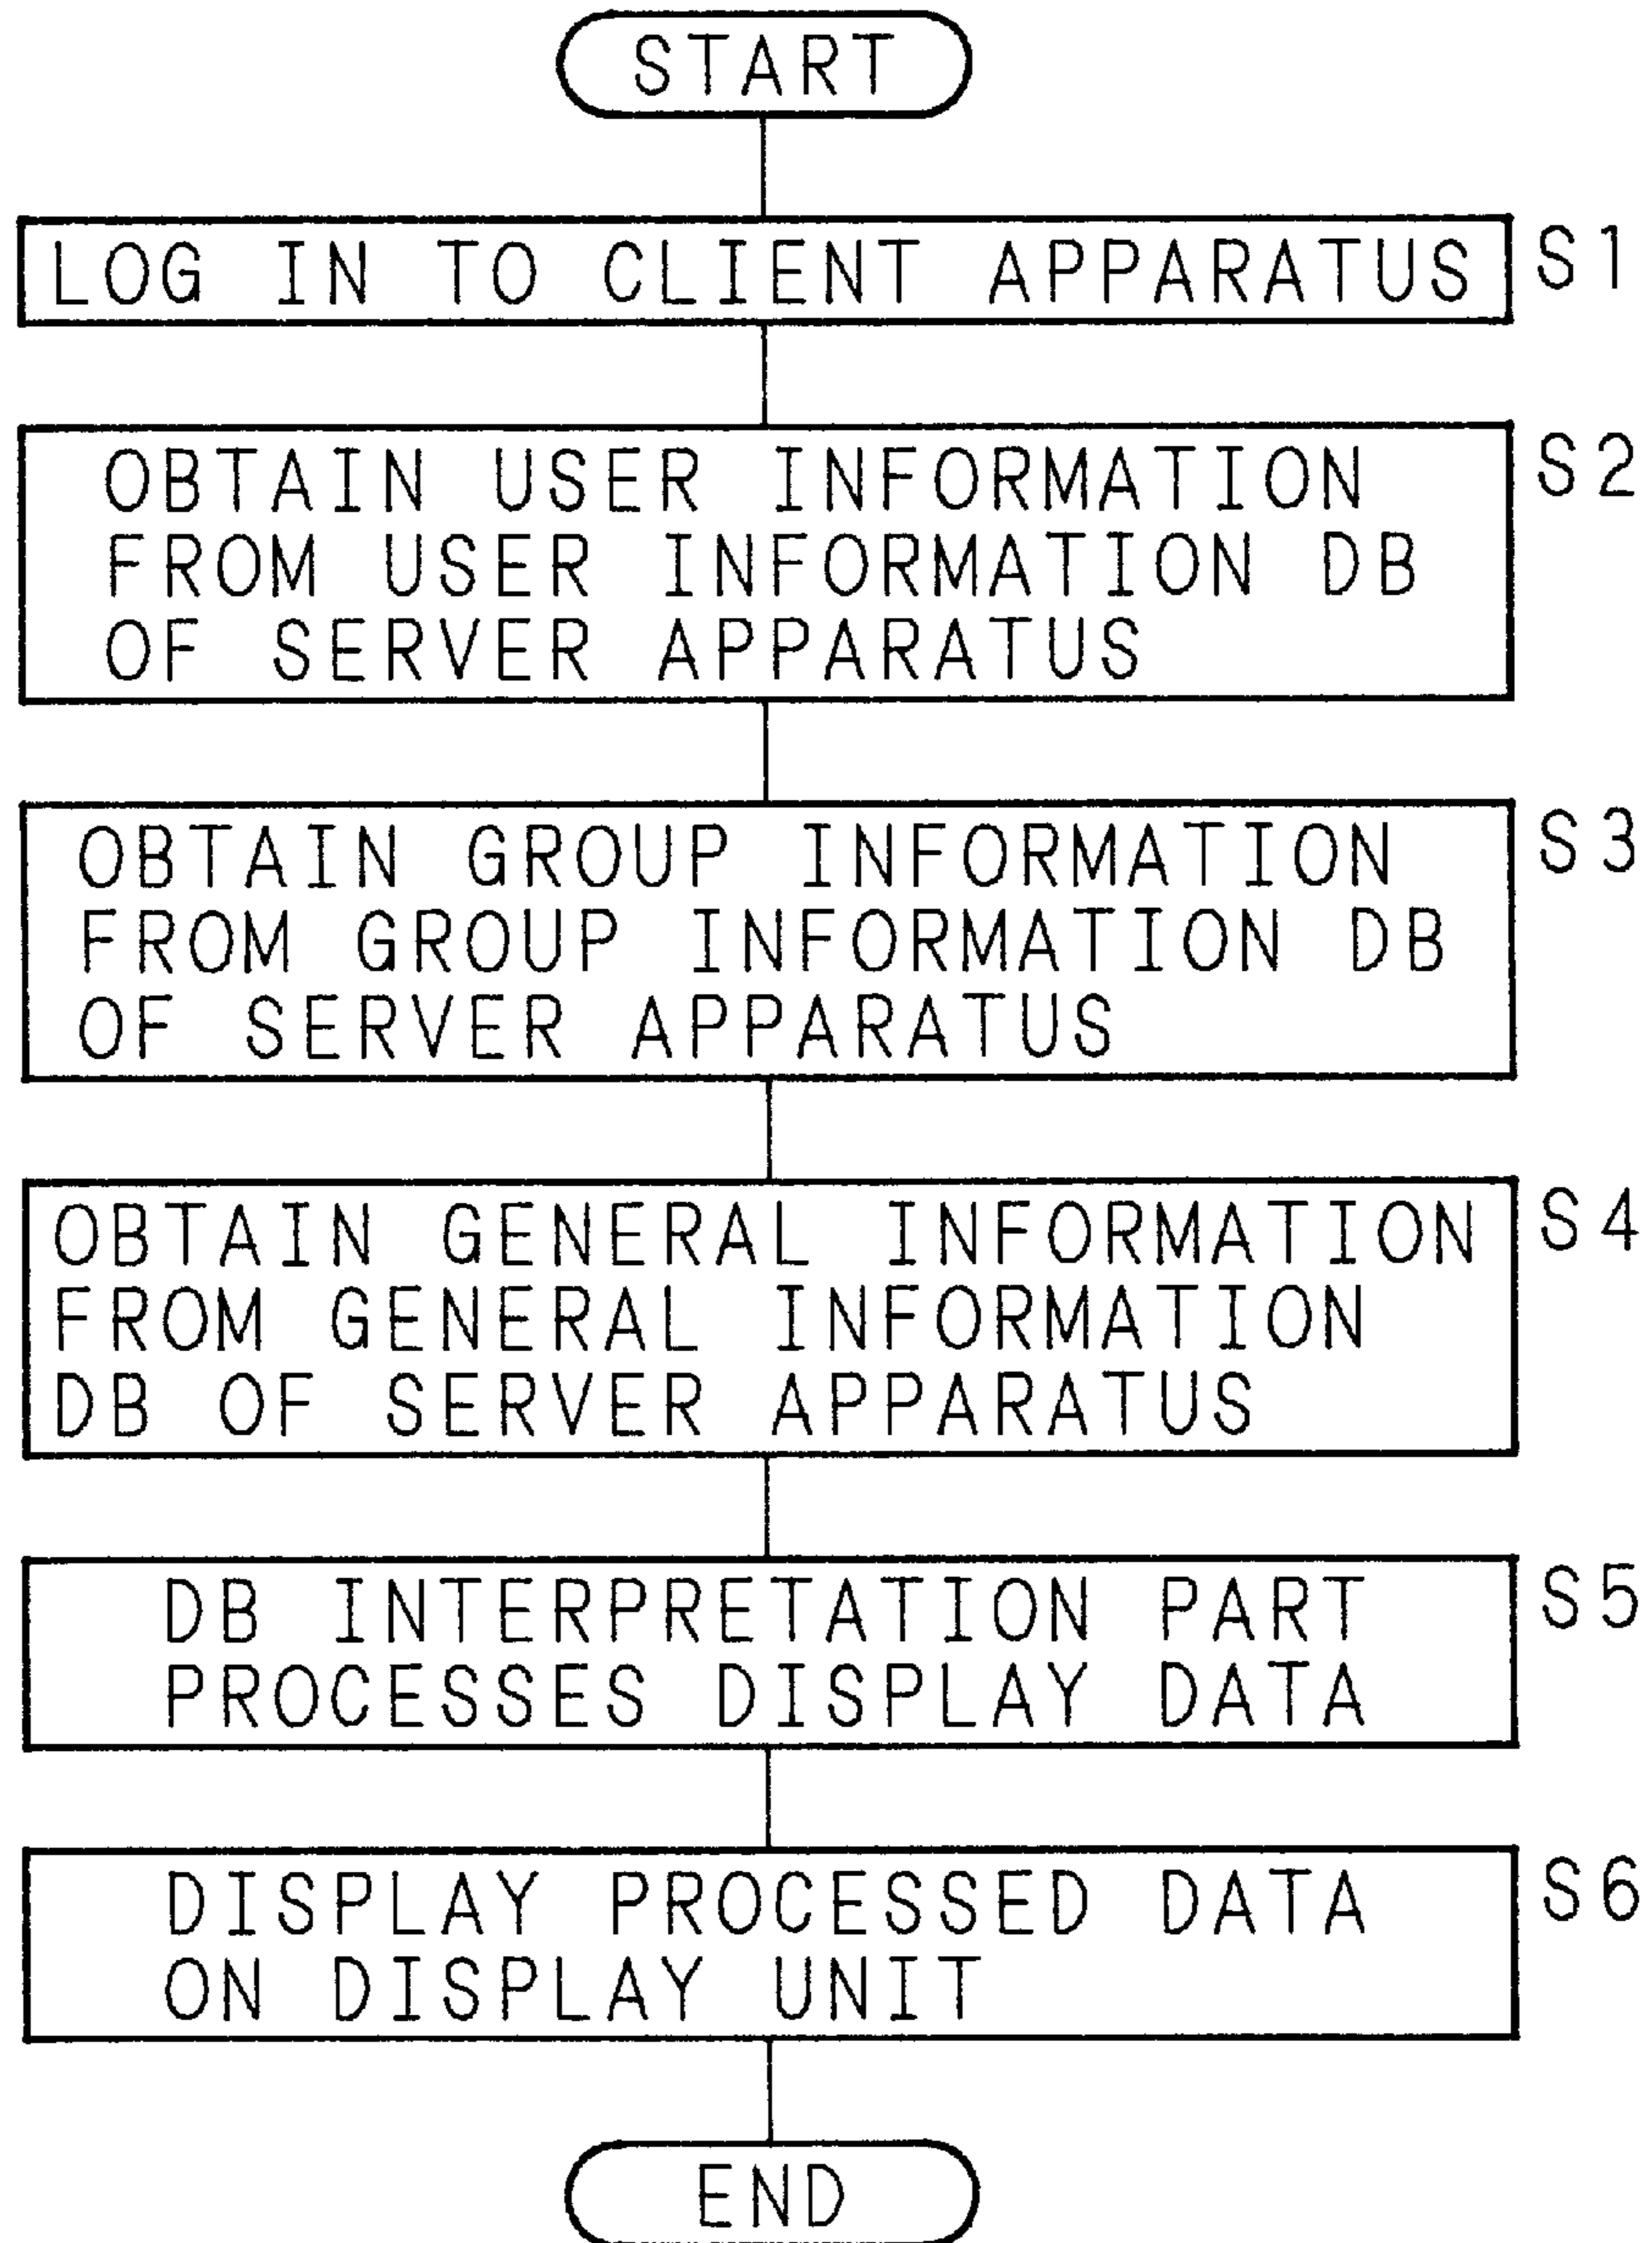 START
LOG IN TO CLIENT APPARATUS S1
OBTAIN USER INFORMATION S2
FROM USER INFORMATION DB
OF SERVER APPARATUS
OBTAIN GROUP INFORMATION S3
FROM GROUP INFORMATION DB
OF SERVER APPARATUS
OBTAIN GENERAL INFORMATION S4
FROM GENERAL INFORMATION
DB OF SERVER APPARATUS
DB INTERPRETATION PART S5
PROCESSES DISPLAY DATA
DISPLAY PROCESSED DATA S6
ON DISPLAY UNIT
END